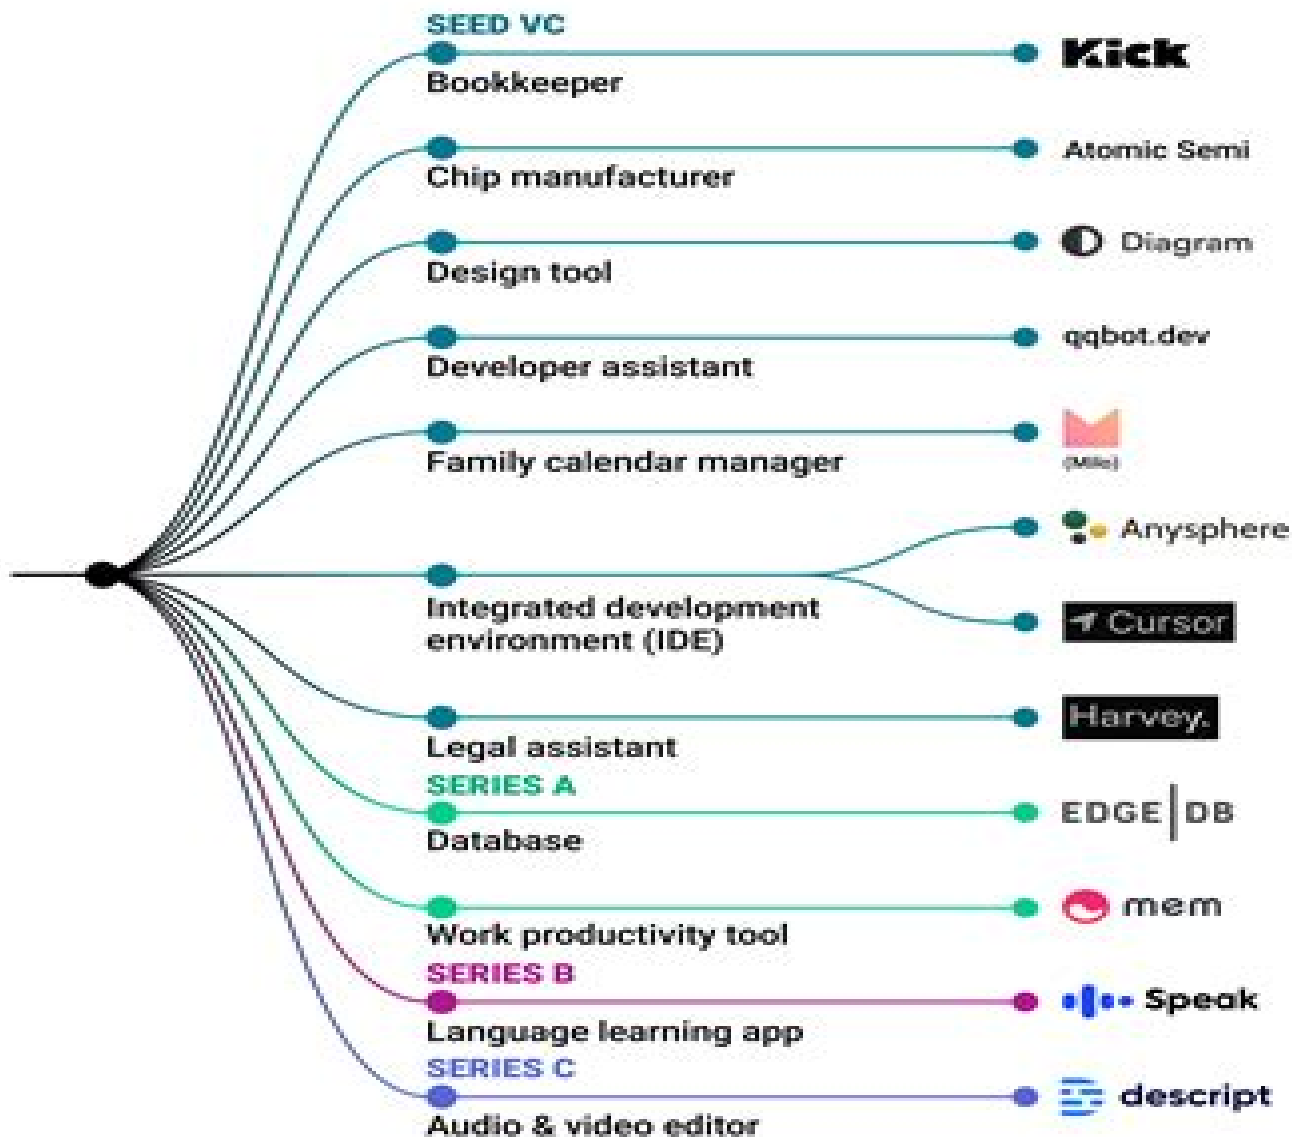 SEED VC
Kick
Bookkeeper
Atomic Semi
Chip manufacturer
Diagram
Design tool
qqbot.dev
Developer assistant
(Milo)
Family calendar manager
Anysphere
Integrated development
environment (IDE)
Cursor
Harvey.
Legal assistant
SERIES A
EDGE|DB
Database
mem
Work productivity tool
SERIES B
Speak
Language learning app
SERIES C
descript
Audio & video editor